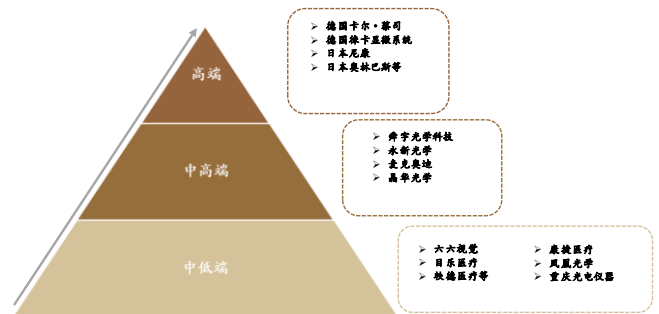 高端
德国卡尔·蔡司
德国徕卡显微系统
日本尼康
日本奥林巴斯等
中高端
舜宇光学科技
永新光学
麦克奥迪
晶华光学
中低端
六六视觉
目乐医疗
轶德医疗等
康捷医疗
凤凰光学
重庆光电仪器